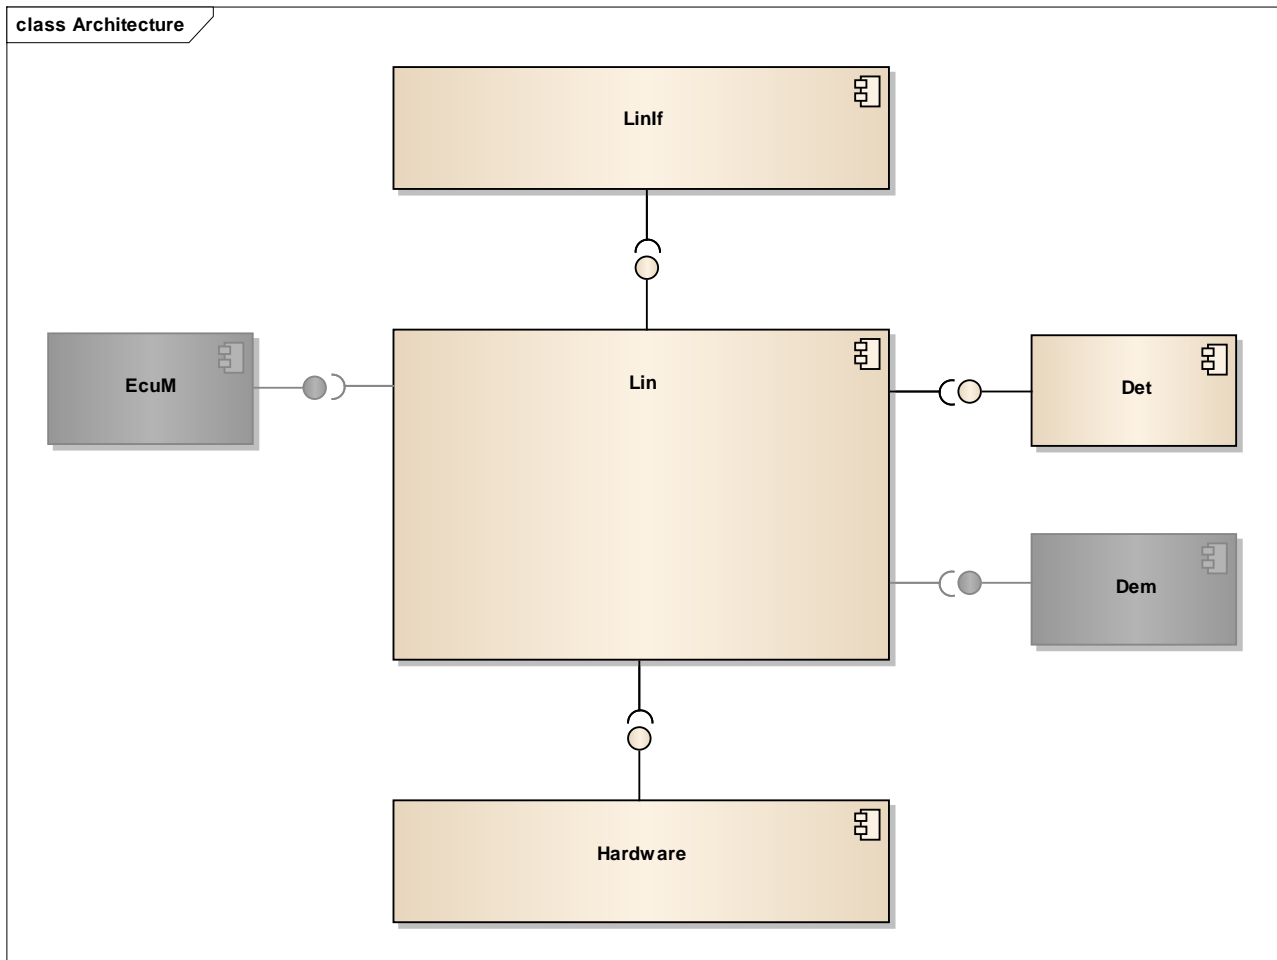 class Architecture
LinIf
EcuM
Lin
Det
Dem
Hardware